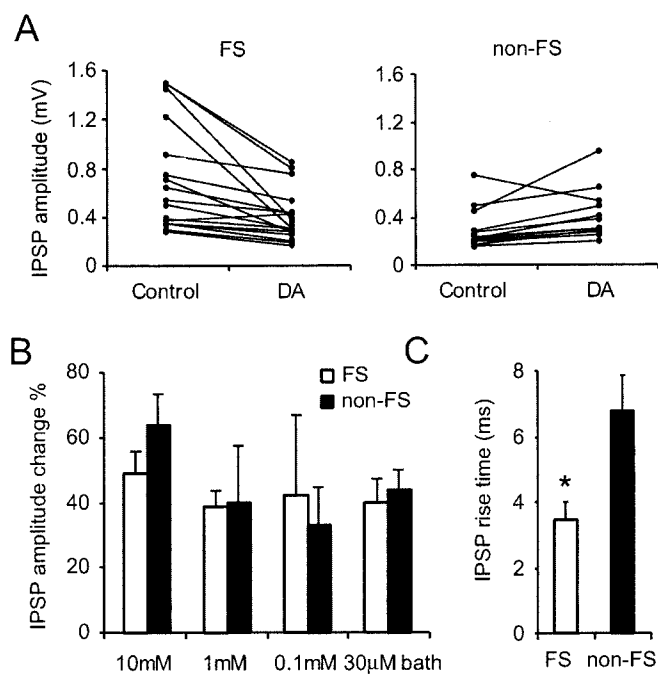 A
FS
non-FS
IPSP amplitude (mV)
1.6
1.2
0.8
0.4
0
Control
DA
1.6
1.2
0.8
0.4
0
Control
DA
B
IPSP amplitude change %
80
60
40
20
0
FS
non-FS
10mM
1mM
0.1mM
30μM bath
C
IPSP rise time (ms)
8
6
4
2
0
*
FS
non-FS